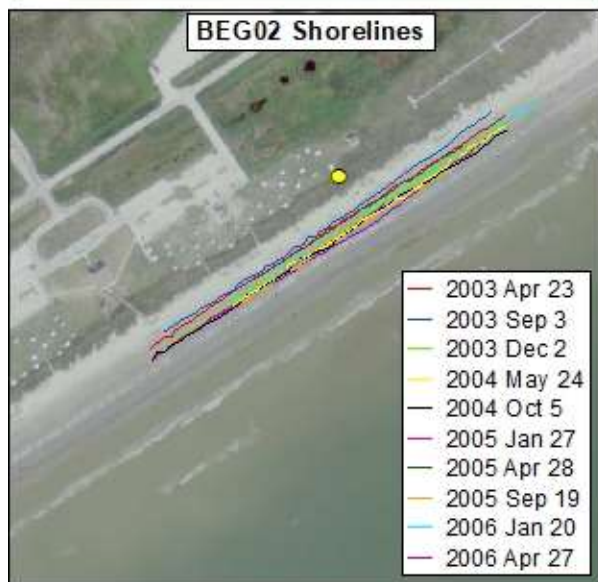 BEG02 Shorelines
2003 Apr 23
2003 Sep 3
2003 Dec 2
2004 May 24
2004 Oct 5
2005 Jan 27
2005 Apr 28
2005 Sep 19
2006 Jan 20
2006 Apr 27